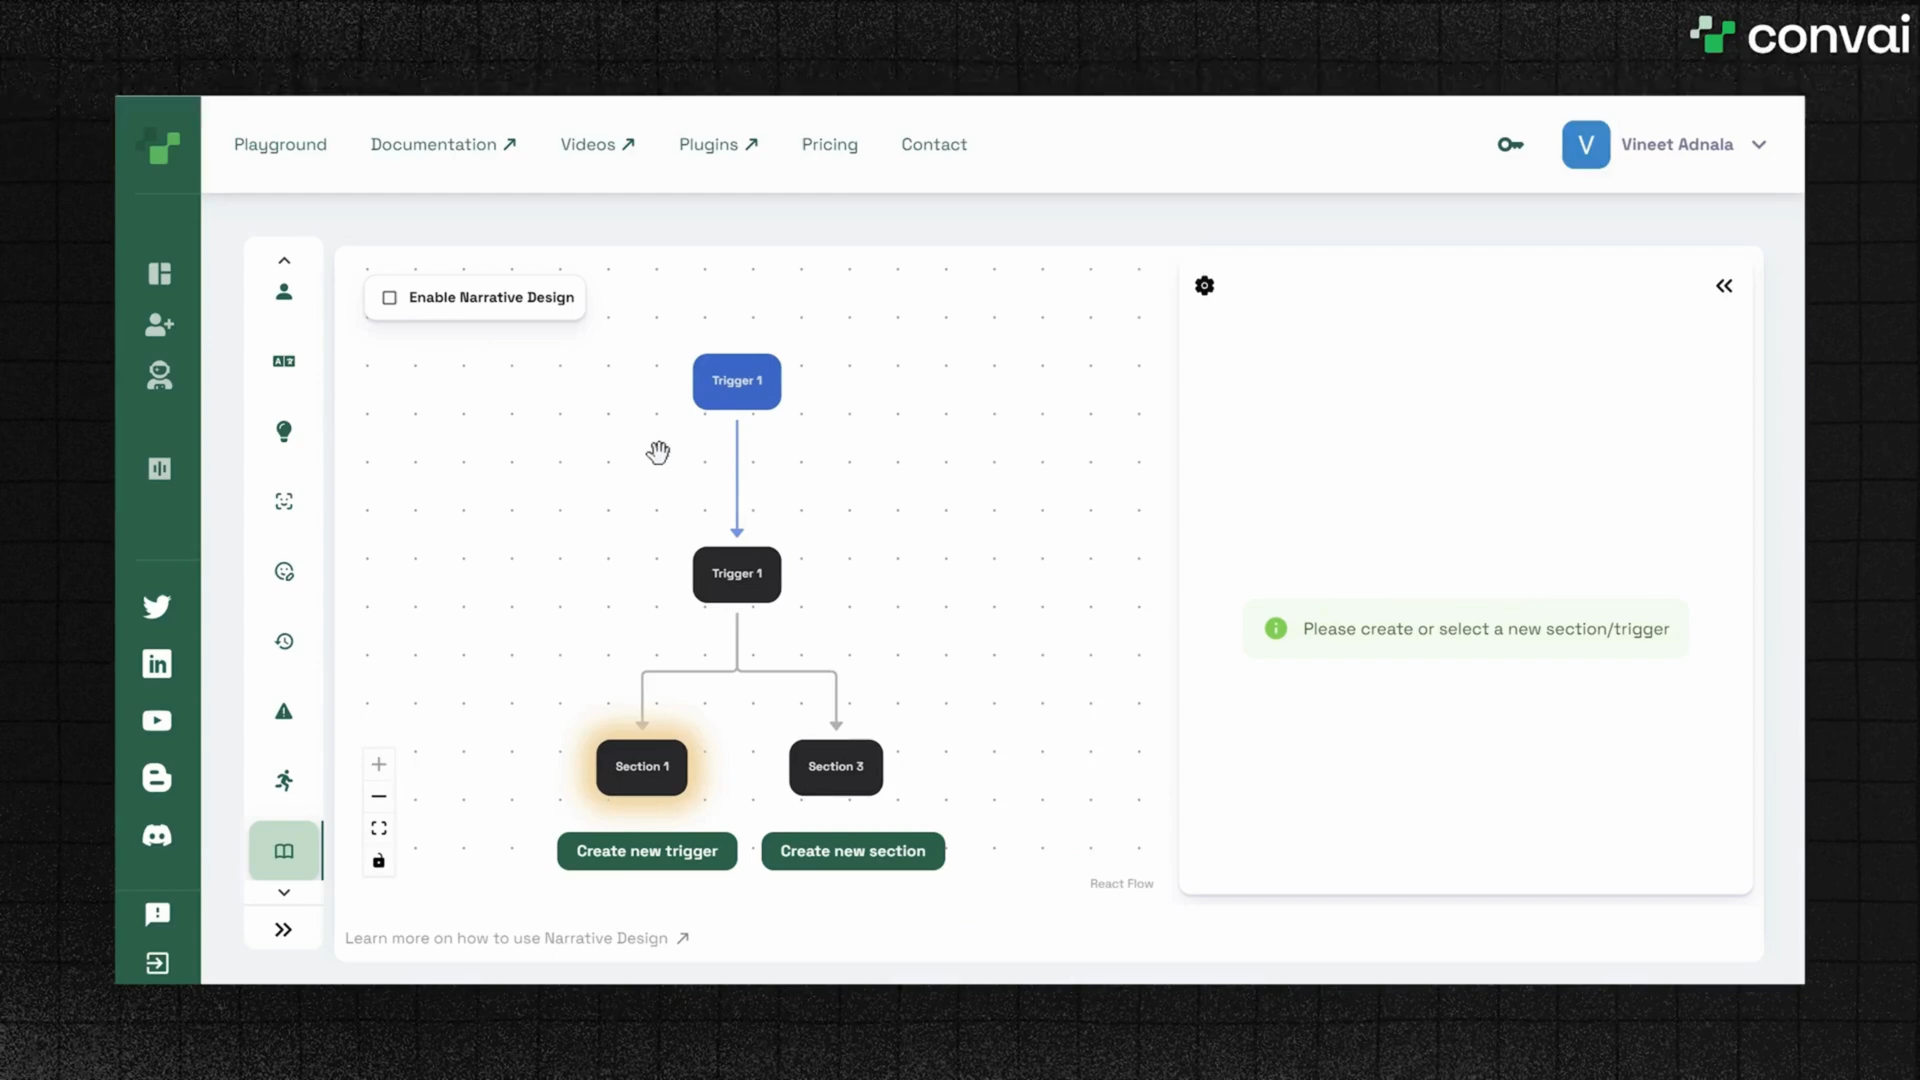 convai
Playground Documentation Videos Plugins Pricing Contact
V Vineet Adnala
Enable Narrative Design
Trigger 1
Trigger 1
Section 1 Section 3
Create new trigger Create new section
React Flow
Please create or select a new section/trigger
Learn more on how to use Narrative Design